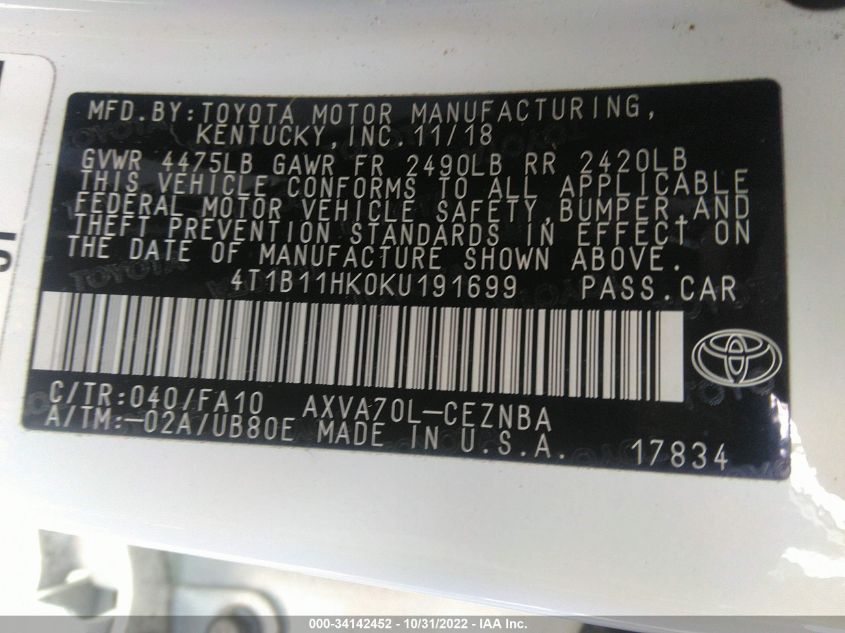 MFD.BY:TOYOTA MOTOR MANUFACTURING,
KENTUCKY,INC.11/18
GVWR 4475LB GAWR FR 2490LB RR 2420LB
THIS VEHICLE CONFORMS TO ALL APPLICABLE
FEDERAL MOTOR VEHICLE SAFETY,BUMPER,AND
THEFT PREVENTION STANDARDS IN EFFECT ON
THE DATE OF MANUFACTURE SHOWN ABOVE.
4T1B11HK0KU191699 PASS.CAR
C/TR:040/FA10 AXVA70L-CEZNBA
A/TM:-02A/UB80E MADE IN U.S.A. 17834
000-34142452 - 10/31/2022 - IAA Inc.